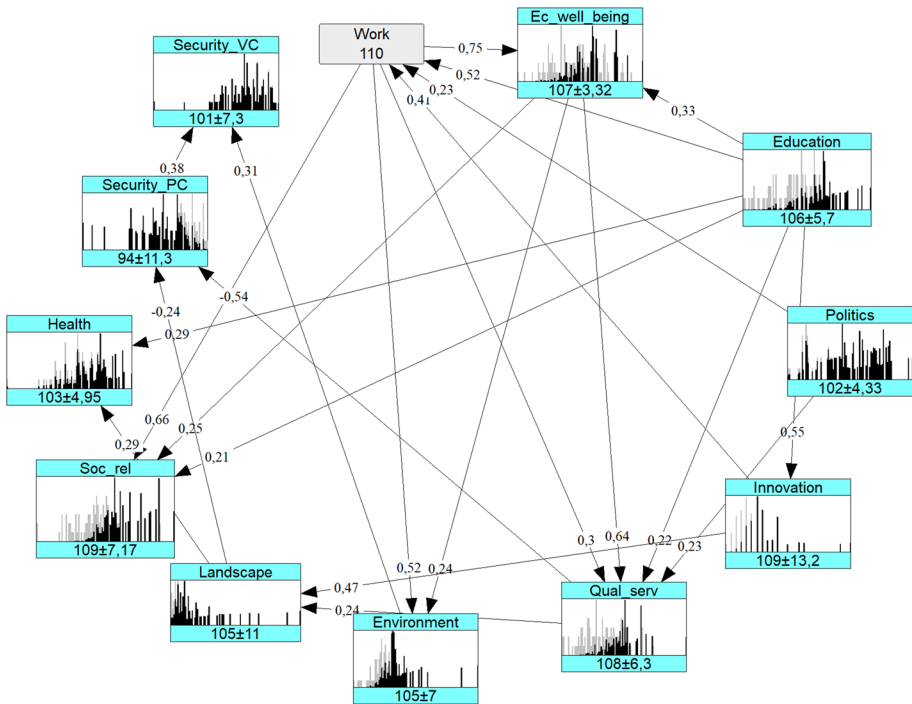 Ec_well_being
107±3,32
Work
110
Security_VC
101±7,3
0,75
0,52
0,23
0,41
0,33
Education
106±5,7
0,38
0,31
Security_PC
94±11,3
-0,54
-0,24
Politics
102±4,33
Health
103±4,95
0,29
0,66
0,25
0,55
0,29
0,21
Soc_rel
109±7,17
Innovation
109±13,2
0,3
0,64
0,22
0,23
0,52
0,24
0,47
0,24
Landscape
105±11
Qual_serv
108±6,3
Environment
105±7